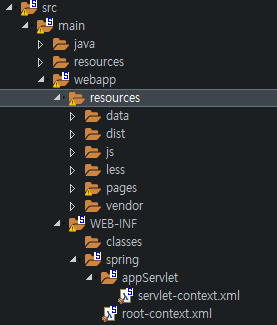 src
main
java
resources
webapp
resources
data
dist
js
less
pages
vendor
WEB-INF
classes
spring
appServlet
servlet-context.xml
root-context.xml